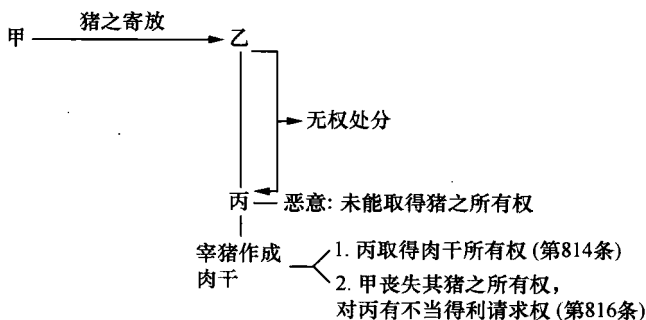 猪之寄放
甲
乙
无权处分
丙
恶意: 未能取得猪之所有权
宰猪作成
肉干
1. 丙取得肉干所有权 (第814条)
2. 甲丧失其猪之所有权，
对丙有不当得利请求权 (第816条)